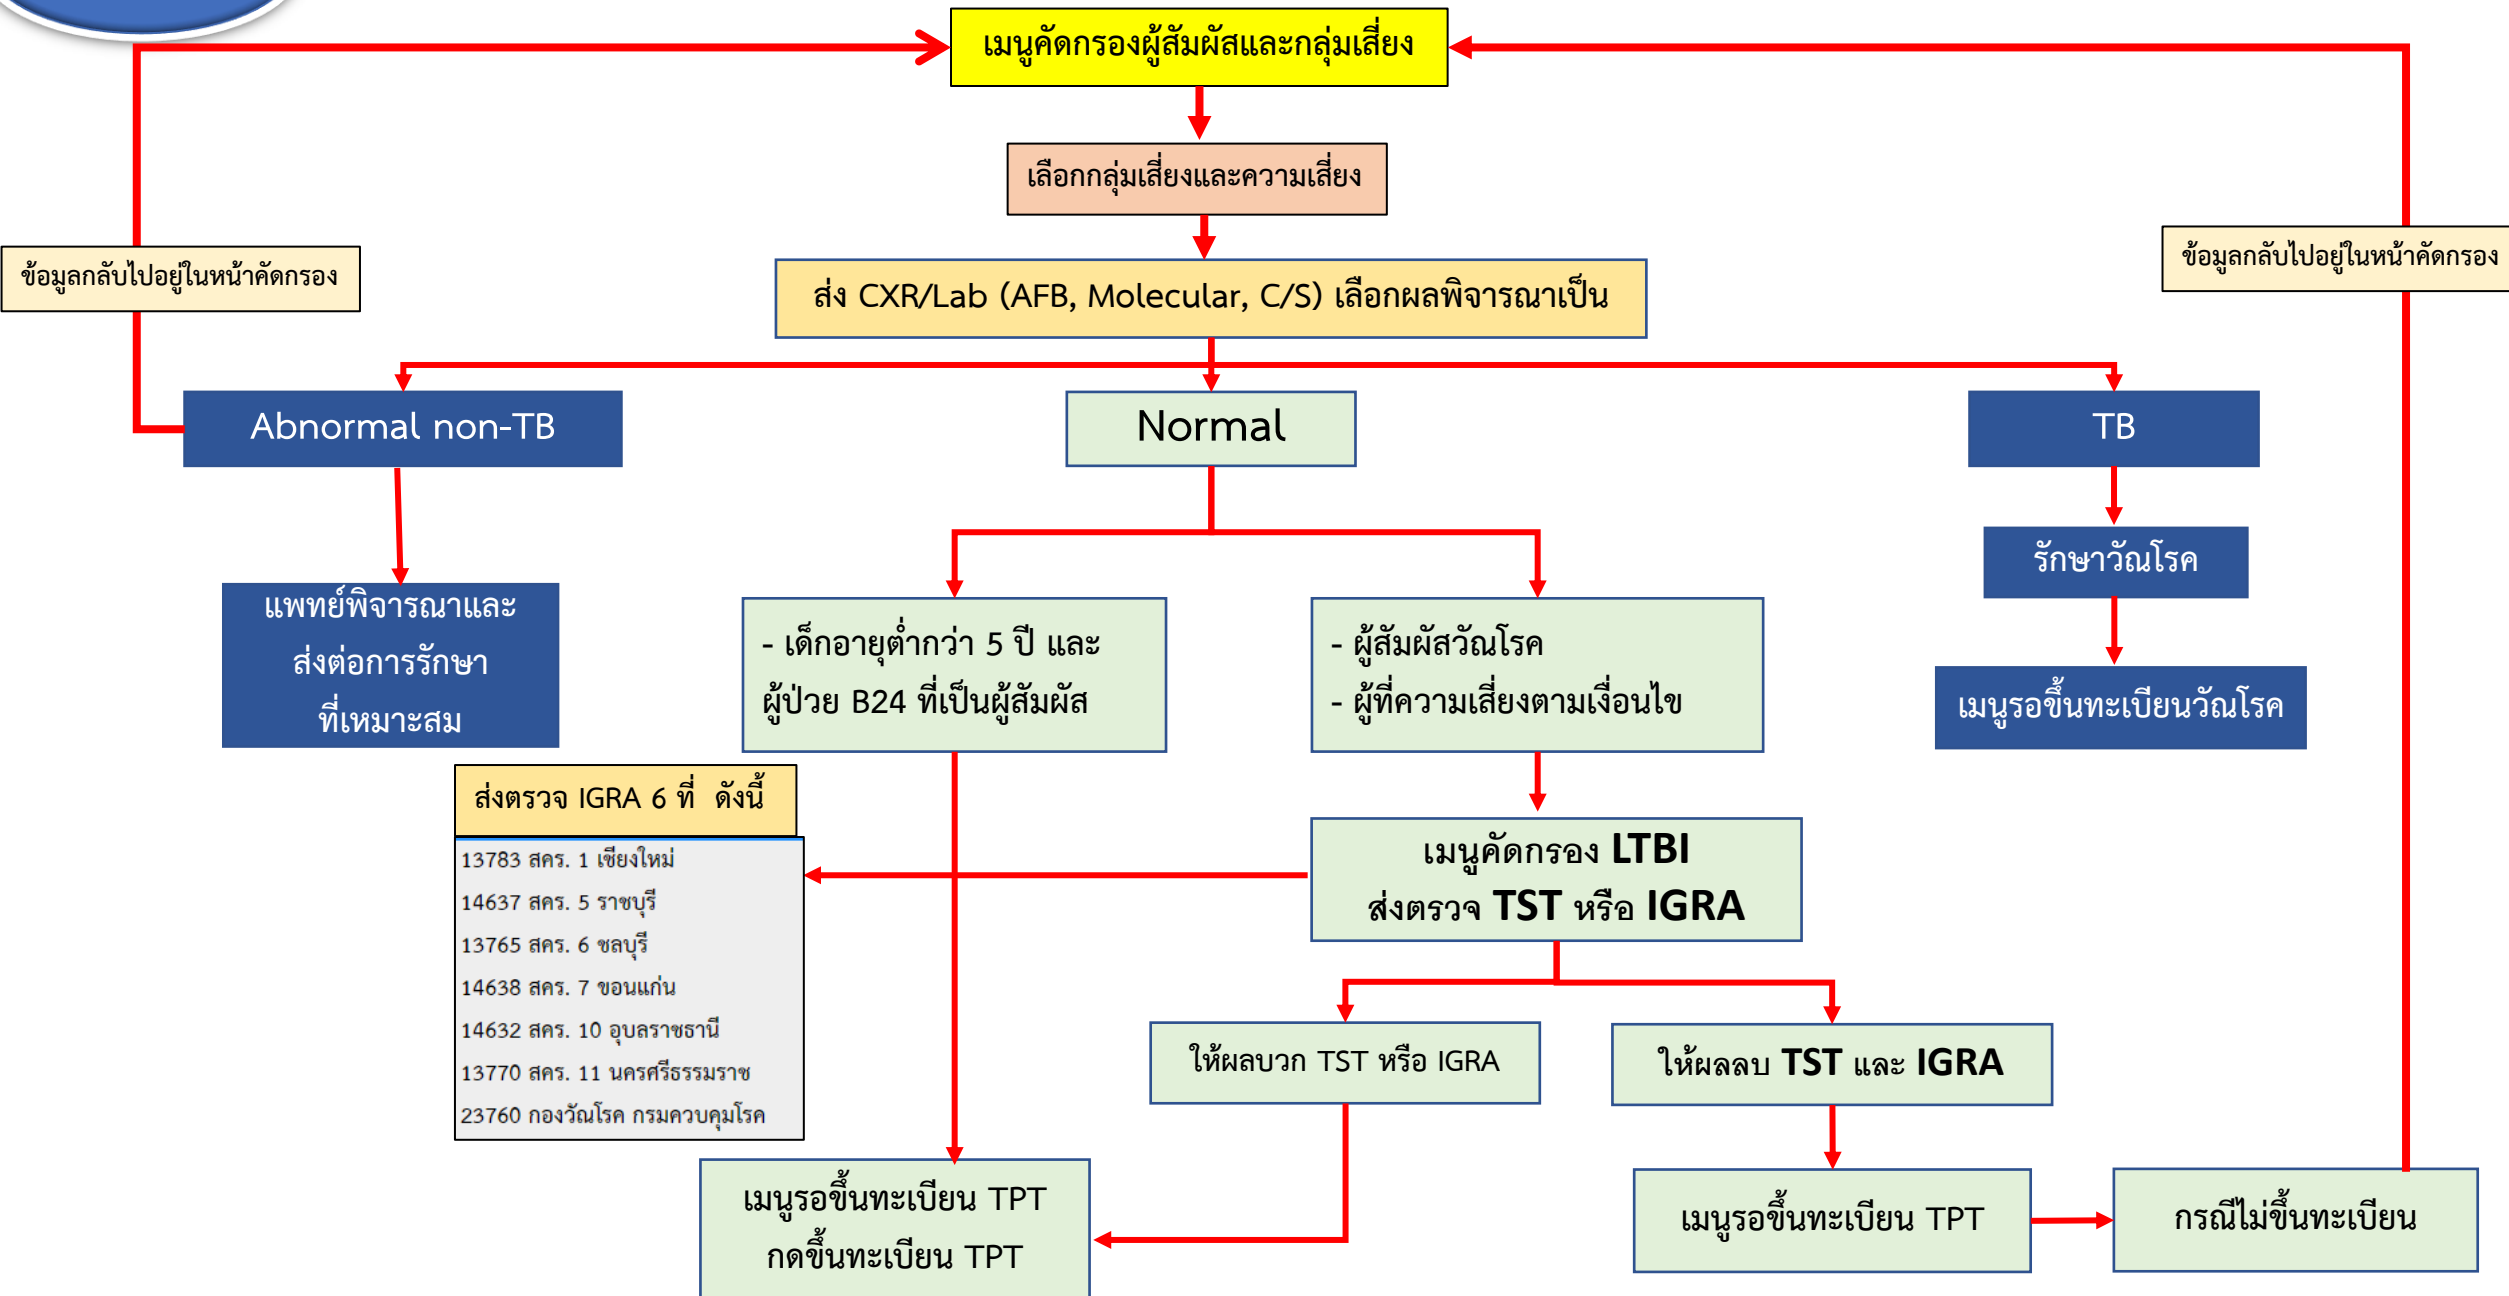 เมนูคัดกรองผู้สัมผัสและกลุ่มเสี่ยง
เลือกกลุ่มเสี่ยงและความเสี่ยง
ข้อมูลกลับไปอยู่ในหน้าคัดกรอง
ข้อมูลกลับไปอยู่ในหน้าคัดกรอง
ส่ง CXR/Lab (AFB, Molecular, C/S) เลือกผลพิจารณาเป็น
Abnormal non-TB
Normal
TB
รักษาวัณโรค
เมนูรอขึ้นทะเบียนวัณโรค
แพทย์พิจารณาและ
ส่งต่อการรักษา
ที่เหมาะสม
- เด็กอายุต่ำกว่า 5 ปี และ
ผู้ป่วย B24 ที่เป็นผู้สัมผัส
- ผู้สัมผัสวัณโรค
- ผู้ที่ความเสี่ยงตามเงื่อนไข
ส่งตรวจ IGRA 6 ที่ ดังนี้
13783 สคร. 1 เชียงใหม่
14637 สคร. 5 ราชบุรี
13765 สคร. 6 ชลบุรี
14638 สคร. 7 ขอนแก่น
14632 สคร. 10 อุบลราชธานี
13770 สคร. 11 นครศรีธรรมราช
23760 กองวัณโรค กรมควบคุมโรค
เมนูคัดกรอง LTBI
ส่งตรวจ TST หรือ IGRA
ให้ผลบวก TST หรือ IGRA
ให้ผลลบ TST และ IGRA
เมนูรอขึ้นทะเบียน TPT
กดขึ้นทะเบียน TPT
เมนูรอขึ้นทะเบียน TPT
กรณีไม่ขึ้นทะเบียน